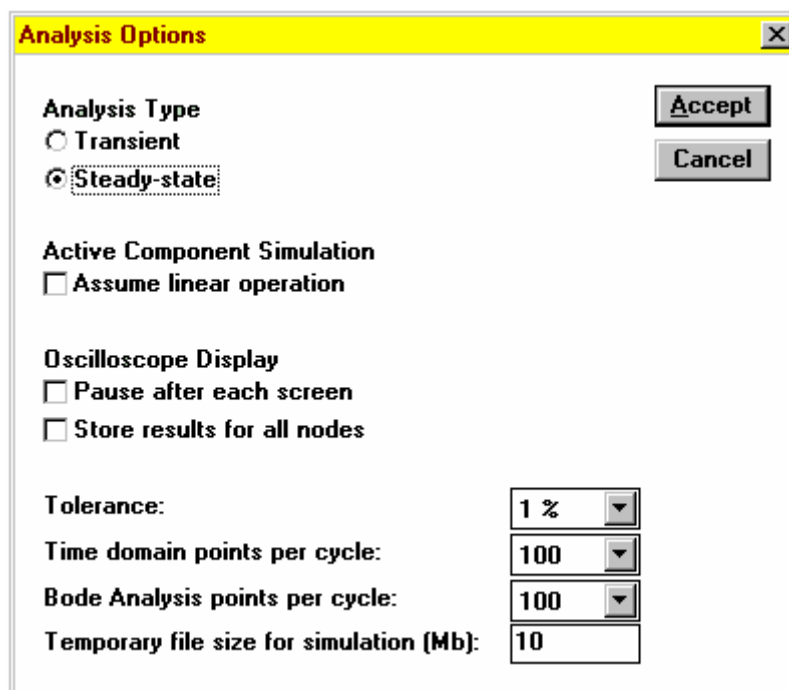 Analysis Options
Analysis Type
Accept
Transient
Cancel
Steady-state
Active Component Simulation
Assume linear operation
Oscilloscope Display
Pause after each screen
Store results for all nodes
Tolerance: 1 %
Time domain points per cycle: 100
Bode Analysis points per cycle: 100
Temporary file size for simulation (Mb): 10